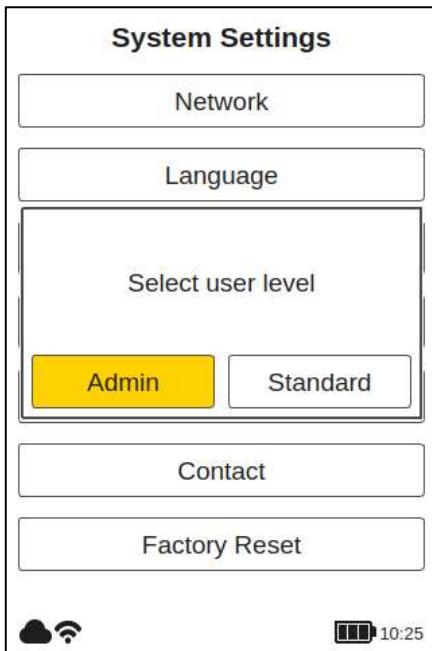 System Settings
Network
Language
Select user level
Admin Standard
Contact
Factory Reset
10:25